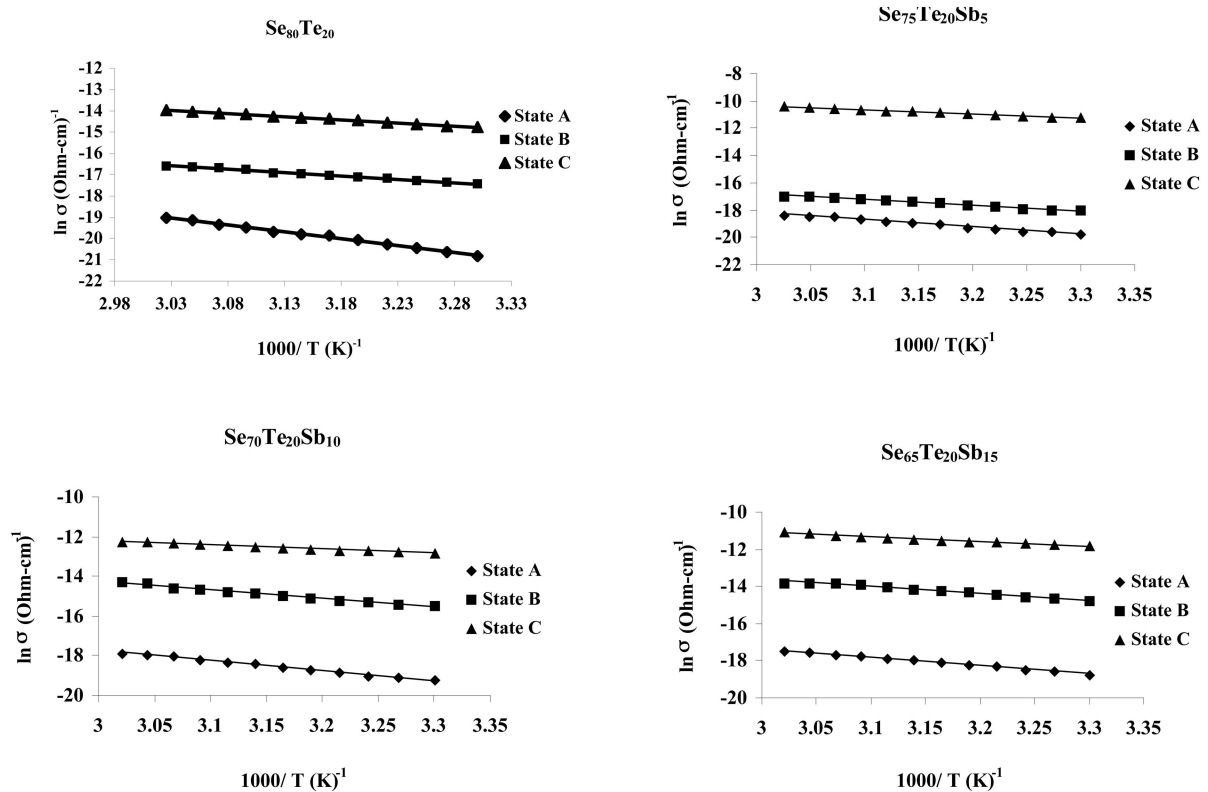 Se₈₀Te₂₀
ln σ (Ohm-cm)⁻¹
-12
-13
-14
-15
-16
-17
-18
-19
-20
-21
-22
2.98 3.03 3.08 3.13 3.18 3.23 3.28 3.33
1000/ T (K)⁻¹
State A
State B
State C
Se₇₅Te₂₀Sb₅
ln σ (Ohm-cm)¹
-8
-10
-12
-14
-16
-18
-20
-22
3 3.05 3.1 3.15 3.2 3.25 3.3 3.35
1000/ T(K)⁻¹
State A
State B
State C
Se₇₀Te₂₀Sb₁₀
ln σ (Ohm-cm)¹
-10
-12
-14
-16
-18
-20
3 3.05 3.1 3.15 3.2 3.25 3.3 3.35
1000/ T (K)⁻¹
State A
State B
State C
Se₆₅Te₂₀Sb₁₅
ln σ (Ohm-cm)¹
-10
-12
-14
-16
-18
-20
3 3.05 3.1 3.15 3.2 3.25 3.3 3.35
1000/ T (K)⁻¹
State A
State B
State C